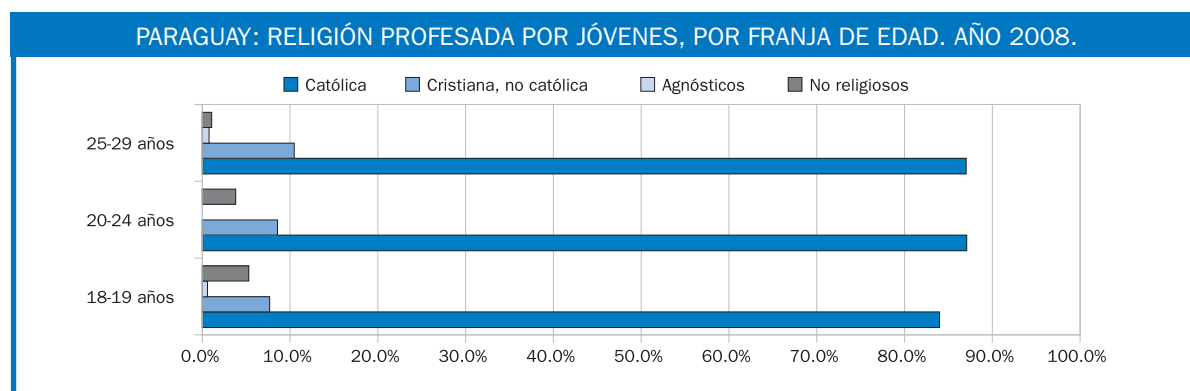 PARAGUAY: RELIGIÓN PROFESADA POR JÓVENES, POR FRANJA DE EDAD. AÑO 2008.
Católica Cristiana, no católica Agnósticos No religiosos
25-29 años
20-24 años
18-19 años
0.0% 10.0% 20.0% 30.0% 40.0% 50.0% 60.0% 70.0% 80.0% 90.0% 100.0%